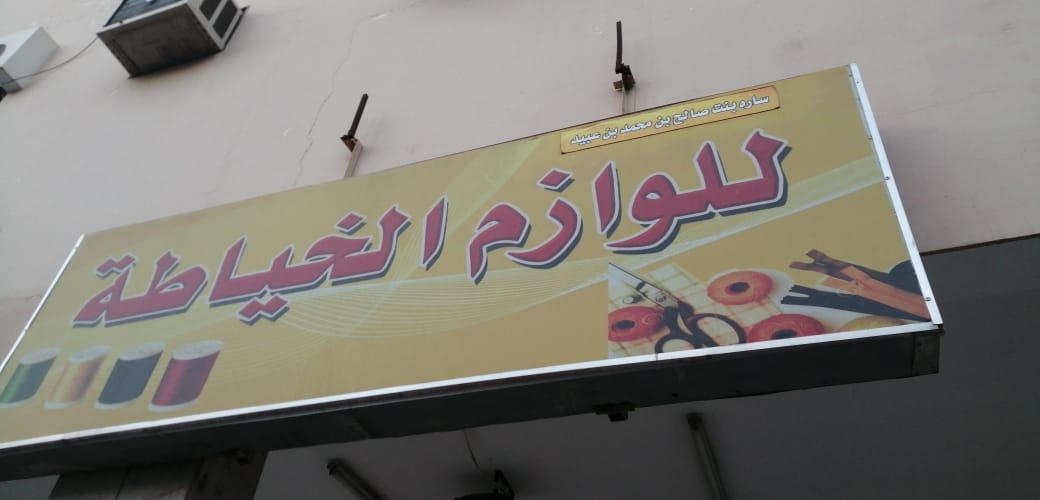 ساره بنت صالح بن محمد بن عبيد
للوازم الخياطة